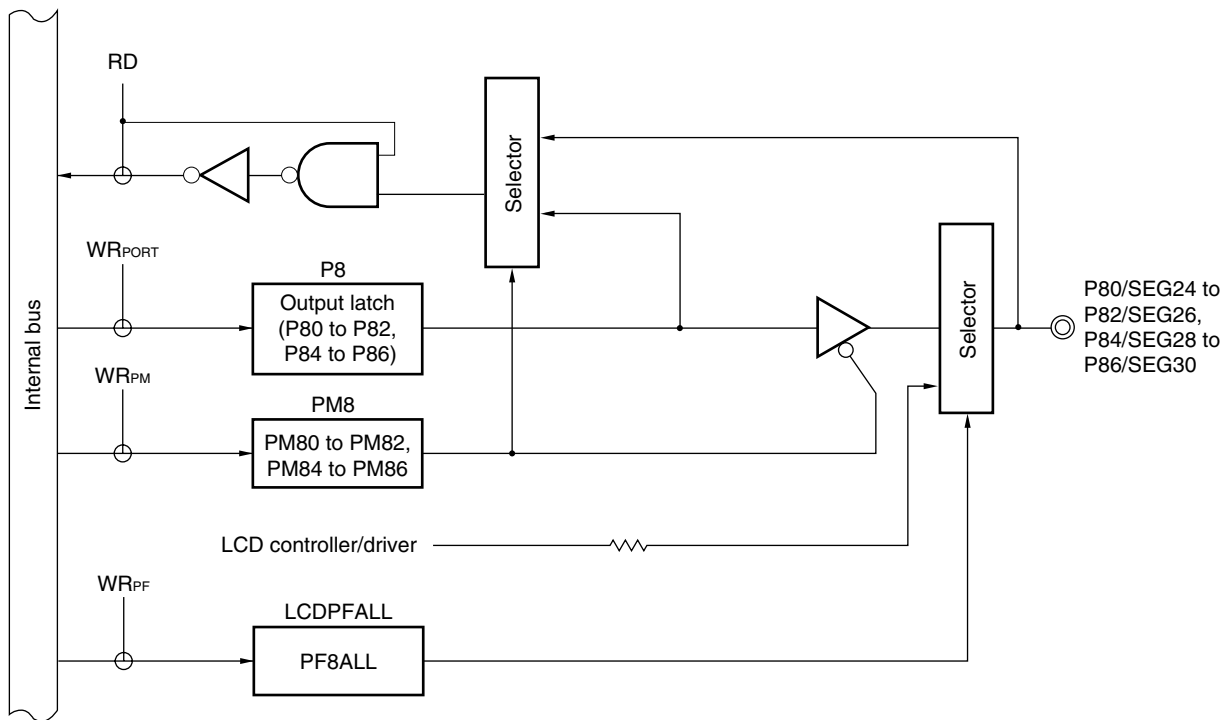 RD
Selector
WRPORT
P8
Output latch
(P80 to P82,
P84 to P86)
Selector
P80/SEG24 to
P82/SEG26,
P84/SEG28 to
P86/SEG30
Internal bus
WRPM
PM8
PM80 to PM82,
PM84 to PM86
LCD controller/driver
WRPF
LCDPFALL
PF8ALL